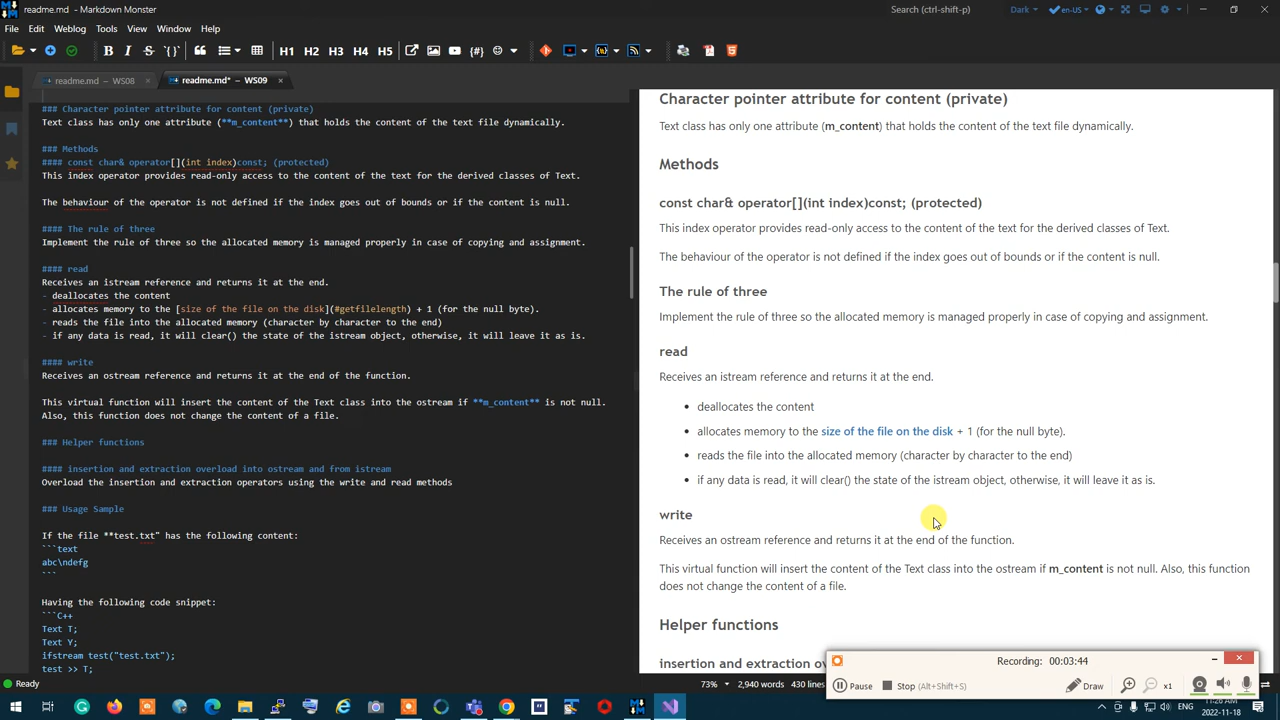 readme.md* - Markdown Monster
Search (ctrl-shift-p)
Dark
en-US
File Edit Weblog Tools View Window Help
B I S {} “ H1 H2 H3 H4 H5 {#}
readme.md — WS08 ×
readme.md* — WS09 ×
### Character pointer attribute for content (private)
Text class has only one attribute (**m_content**) that holds the content of the text file dynamically.
### Methods
#### const char& operator[](int index)const; (protected)
This index operator provides read-only access to the content of the text for the derived classes of Text.
The behaviour of the operator is not defined if the index goes out of bounds or if the content is null.
#### The rule of three
Implement the rule of three so the allocated memory is managed properly in case of copying and assignment.
#### read
Receives an istream reference and returns it at the end.
- deallocates the content
- allocates memory to the [size of the file on the disk](#getfilelength) + 1 (for the null byte).
- reads the file into the allocated memory (character by character to the end)
- if any data is read, it will clear() the state of the istream object, otherwise, it will leave it as is.
#### write
Receives an ostream reference and returns it at the end of the function.
This virtual function will insert the content of the Text class into the ostream if **m_content** is not null.
Also, this function does not change the content of a file.
### Helper functions
#### insertion and extraction overload into ostream and from istream
Overload the insertion and extraction operators using the write and read methods
### Usage Sample
If the file **test.txt" has the following content:
```text
abc\ndefg
```
Having the following code snippet:
```C++
Text T;
Text Y;
ifstream test("test.txt");
test >> T;
Character pointer attribute for content (private)
Text class has only one attribute (m_content) that holds the content of the text file dynamically.
Methods
const char& operator[](int index)const; (protected)
This index operator provides read-only access to the content of the text for the derived classes of Text.
The behaviour of the operator is not defined if the index goes out of bounds or if the content is null.
The rule of three
Implement the rule of three so the allocated memory is managed properly in case of copying and assignment.
read
Receives an istream reference and returns it at the end.
• deallocates the content
• allocates memory to the size of the file on the disk + 1 (for the null byte).
• reads the file into the allocated memory (character by character to the end)
• if any data is read, it will clear() the state of the istream object, otherwise, it will leave it as is.
write
Receives an ostream reference and returns it at the end of the function.
This virtual function will insert the content of the Text class into the ostream if m_content is not null. Also, this function
does not change the content of a file.
Helper functions
insertion and extraction ov
Recording: 00:03:44
Pause Stop (Alt+Shift+S) Draw x1
Ready
73% 2,940 words 430 lines
ENG
2022-11-18